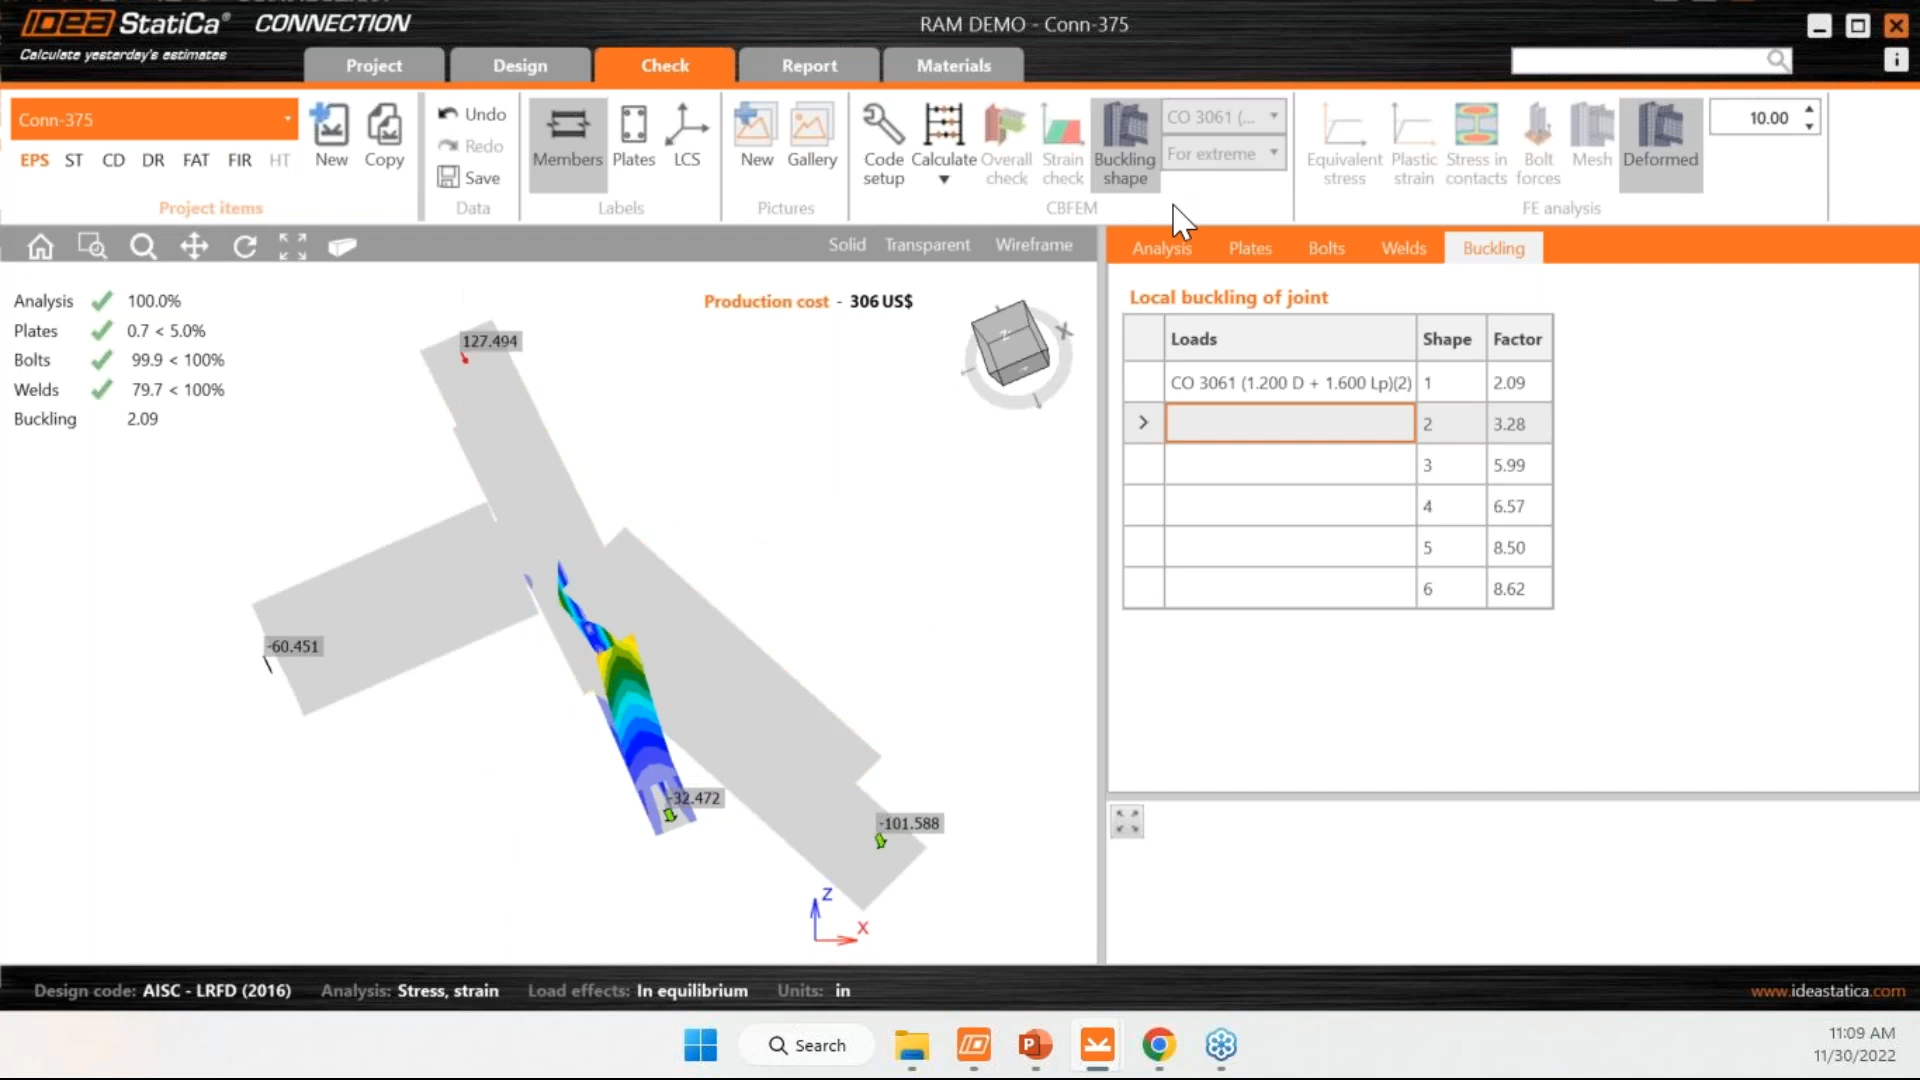 IDEA StatiCa® CONNECTION
Calculate yesterday's estimates
RAM DEMO - Conn-375
Project Design Check Report Materials
Conn-375
EPS ST CD DR FAT FIR HT
New Copy
Project items
Undo
Redo
Save
Data
Members Plates LCS
Labels
New Gallery
Pictures
Code setup
Calculate
Overall check
Strain check
Buckling shape
CO 3061 (...
For extreme
CBFEM
Equivalent stress
Plastic strain
Stress in contacts
Bolt forces
Mesh
Deformed
10.00
FE analysis
Solid Transparent Wireframe
Analysis 100.0%
Plates 0.7 < 5.0%
Bolts 99.9 < 100%
Welds 79.7 < 100%
Buckling 2.09
Production cost - 306 US$
127.494
-60.451
-32.472
-101.588
Z
X
Analysis Plates Bolts Welds Buckling
Local buckling of joint
Loads Shape Factor
CO 3061 (1.200 D + 1.600 Lp)(2) 1 2.09
2 3.28
3 5.99
4 6.57
5 8.50
6 8.62
Design code: AISC - LRFD (2016) Analysis: Stress, strain Load effects: In equilibrium Units: in
www.ideastatica.com
Search
11:09 AM
11/30/2022